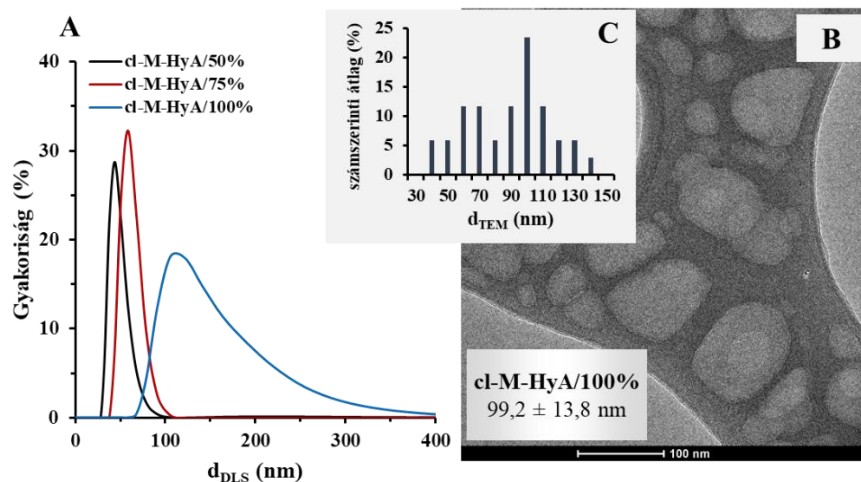 A
cl-M-HyA/50%
cl-M-HyA/75%
cl-M-HyA/100%
Gyakoriság (%)
40
30
20
10
0
0 100 200 300 400
d_DLS (nm)
C
számszerinti átlag (%)
25
20
15
10
5
0
30 50 70 90 110 130 150
d_TEM (nm)
B
cl-M-HyA/100%
99,2 ± 13,8 nm
100 nm